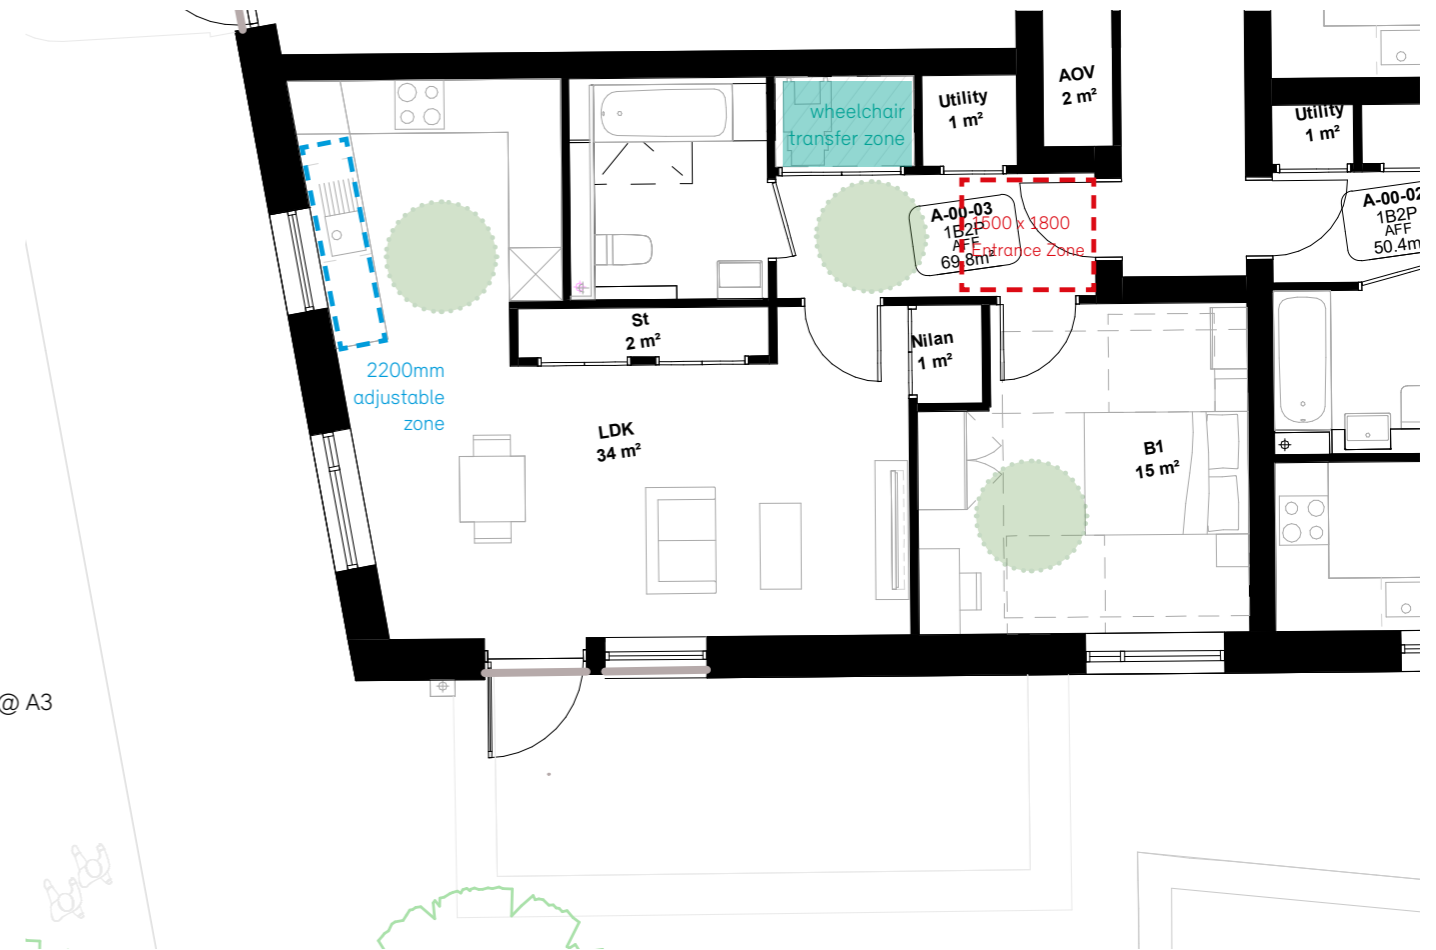 AOV
2 m²
Utility
1 m²
wheelchair
transfer zone
Utility
1 m²
A-00-03
1B2P
AFF
69.8m²
1500 x 1800
Entrance Zone
A-00-02
1B2P
AFF
50.4m
St
2 m²
Nilan
1 m²
2200mm
adjustable
zone
LDK
34 m²
B1
15 m²
@ A3